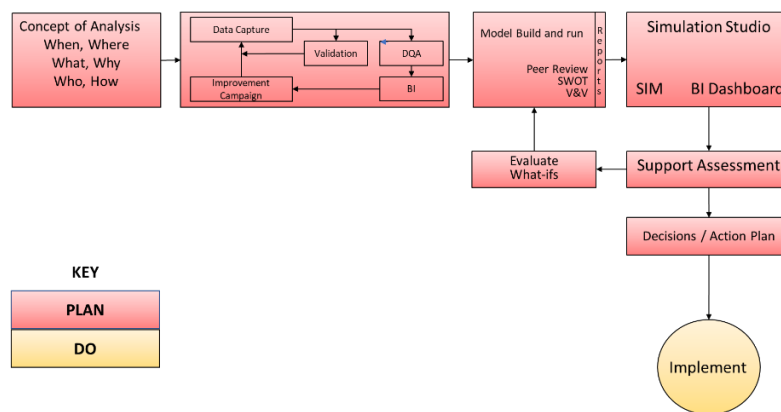 Concept of Analysis
When, Where
What, Why
Who, How
Data Capture
Validation
DQA
Improvement
Campaign
BI
Model Build and run
Peer Review
SWOT
V&V
Reports
Simulation Studio
SIM BI Dashboard
Evaluate
What-ifs
Support Assessment
Decisions / Action Plan
KEY
PLAN
DO
Implement